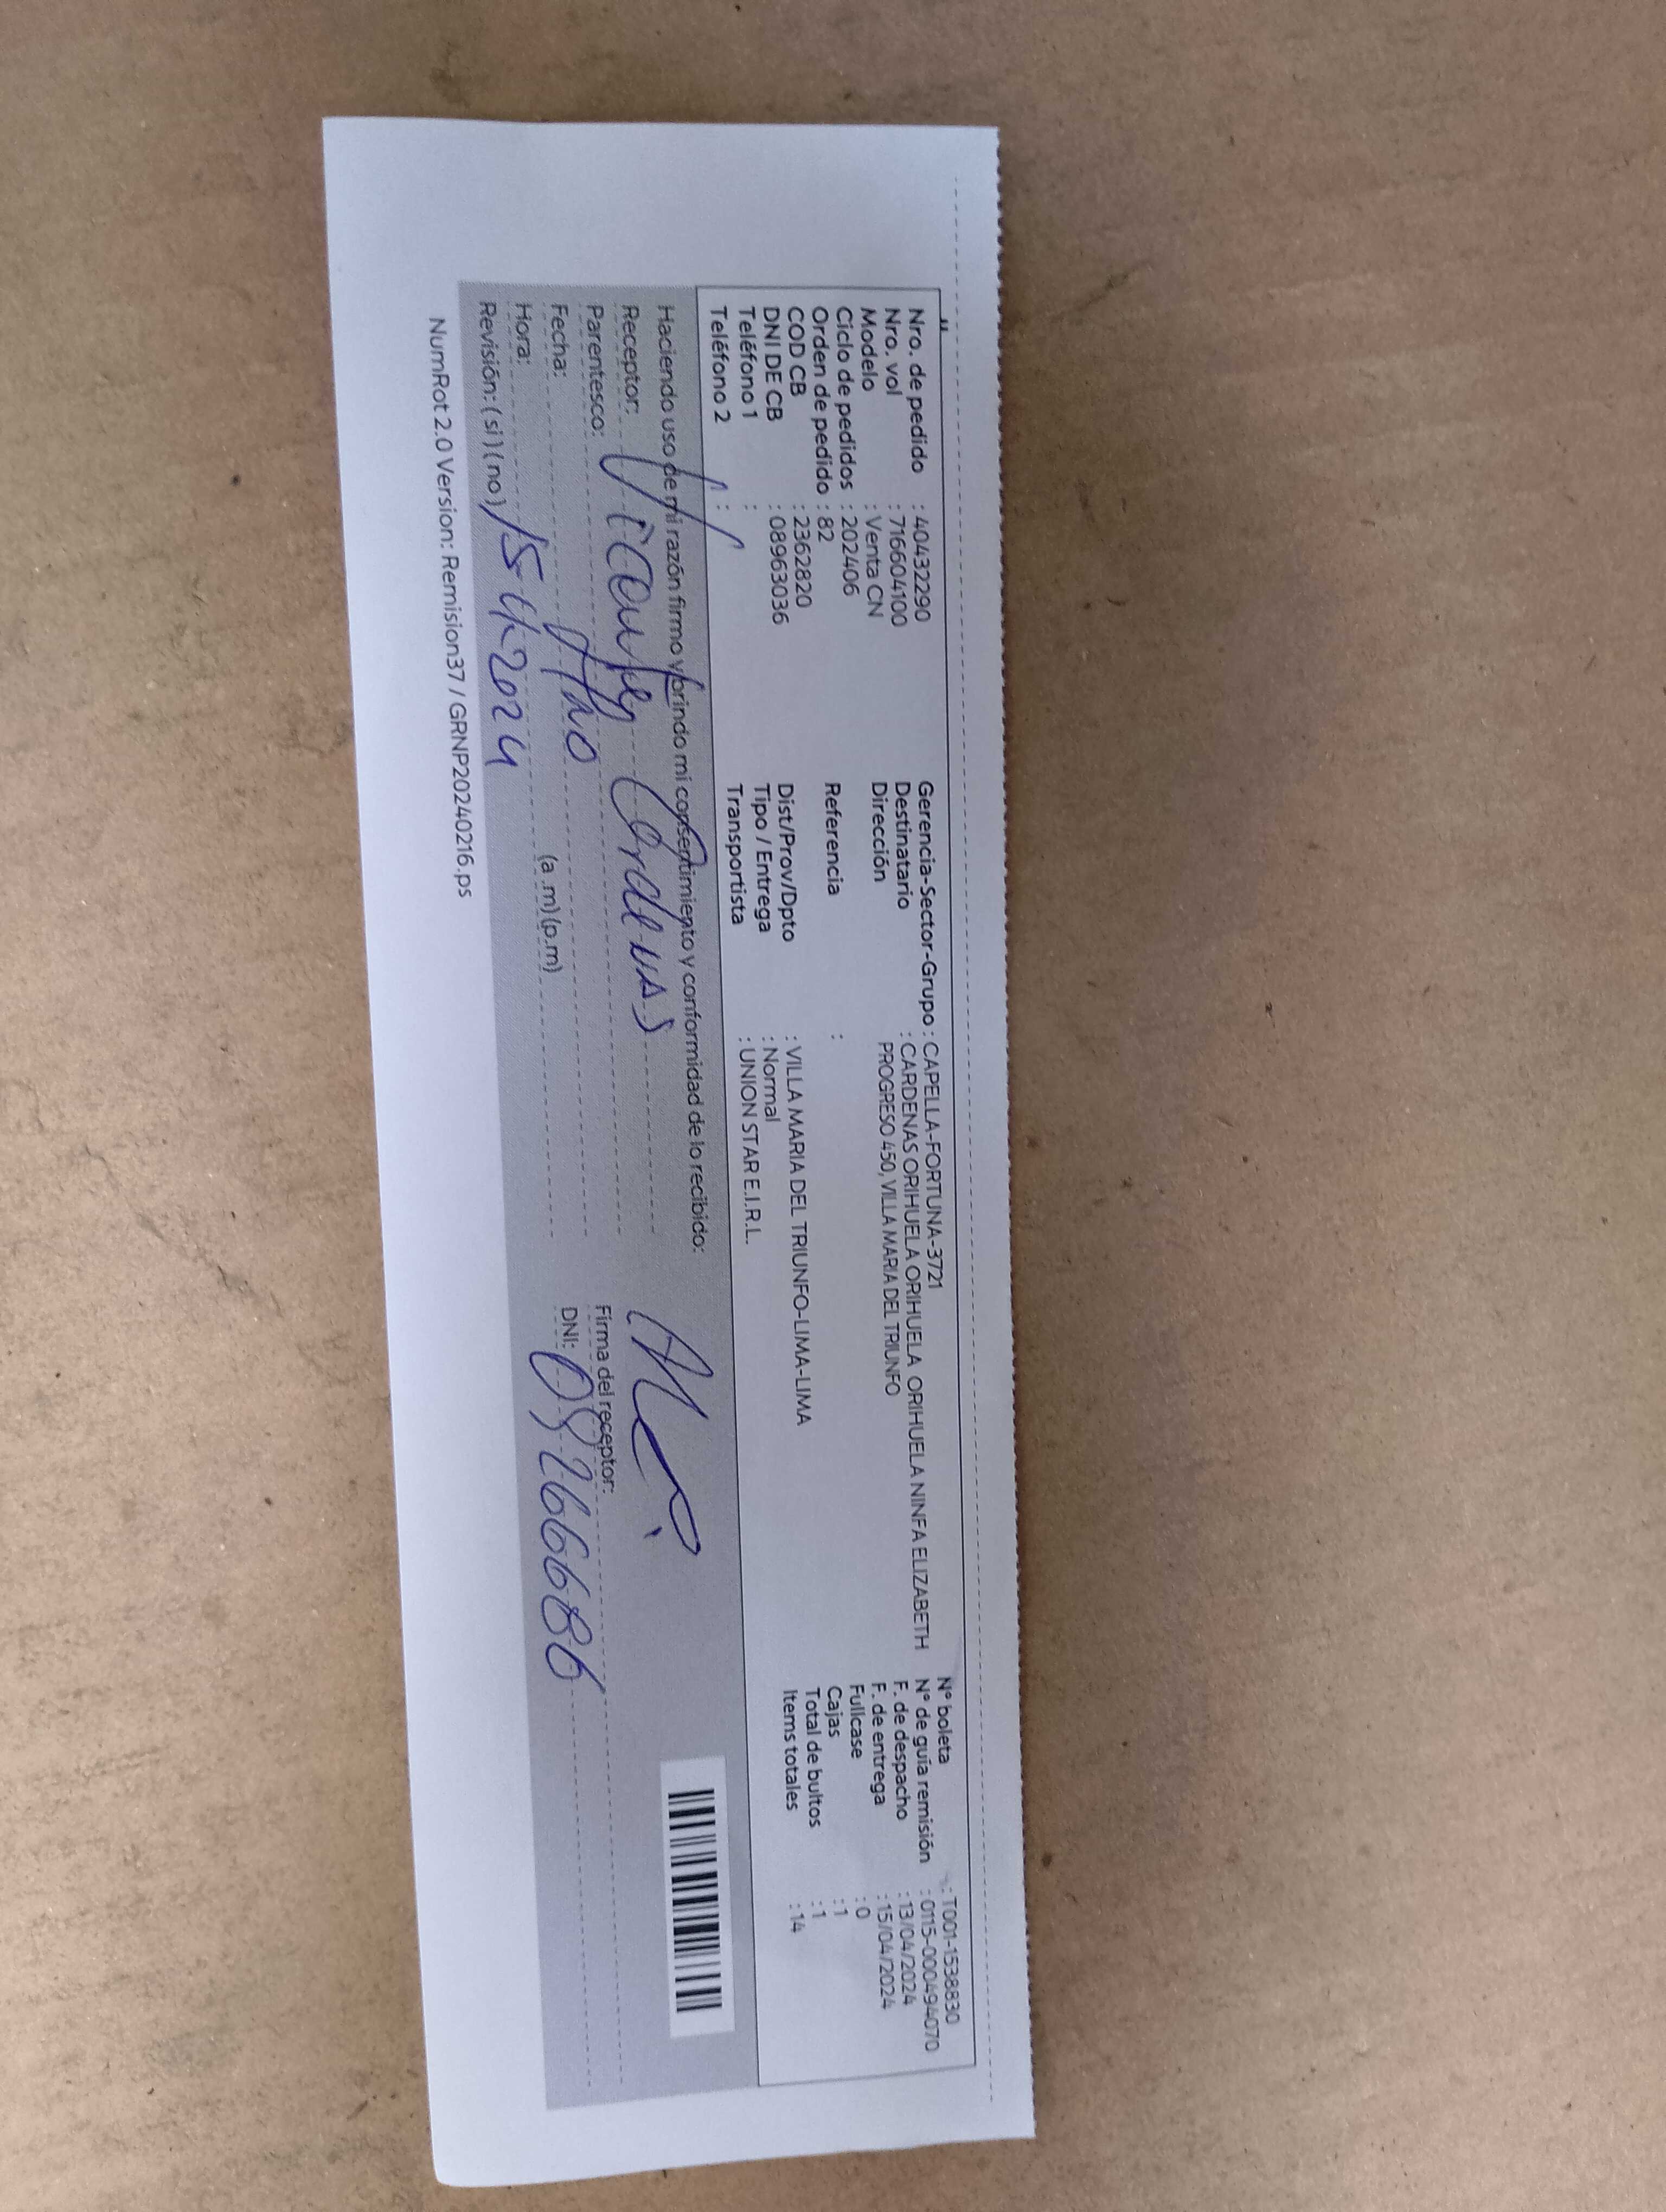 Nro. de pedido : 40432290
Nro. vol : 716604100
Modelo : Venta CN
Ciclo de pedidos : 202406
Orden de pedido : 82
COD CB : 2362820
DNI DE CB : 08963036
Teléfono 1 :
Teléfono 2 :
Gerencia-Sector-Grupo : CAPELLA-FORTUNA-3721
Destinatario : CARDENAS ORIHUELA ORIHUELA ORIHUELA NINFA ELIZABETH
Dirección PROGRESO 450, VILLA MARIA DEL TRIUNFO
Referencia :
Dist/Prov/Dpto : VILLA MARIA DEL TRIUNFO-LIMA-LIMA
Tipo / Entrega : Normal
Transportista : UNION STAR E.I.R.L.
N° boleta : T001-1538830
N° de guía remisión : 0115-000494070
F. de despacho : 13/04/2024
F. de entrega : 15/04/2024
Fullcase : 0
Cajas : 1
Total de bultos : 1
Items totales : 14
Haciendo uso de mi razón firmo y brindo mi consentimiento y conformidad de lo recibido:
Receptor:
Parentesco:
Fecha:
Hora: (a.m) (p.m)
Revisión: ( si ) ( no )
Firma del receptor:
DNI: 08266686
NumRot 2.0 Version: Remision37 / GRNP20240216.ps